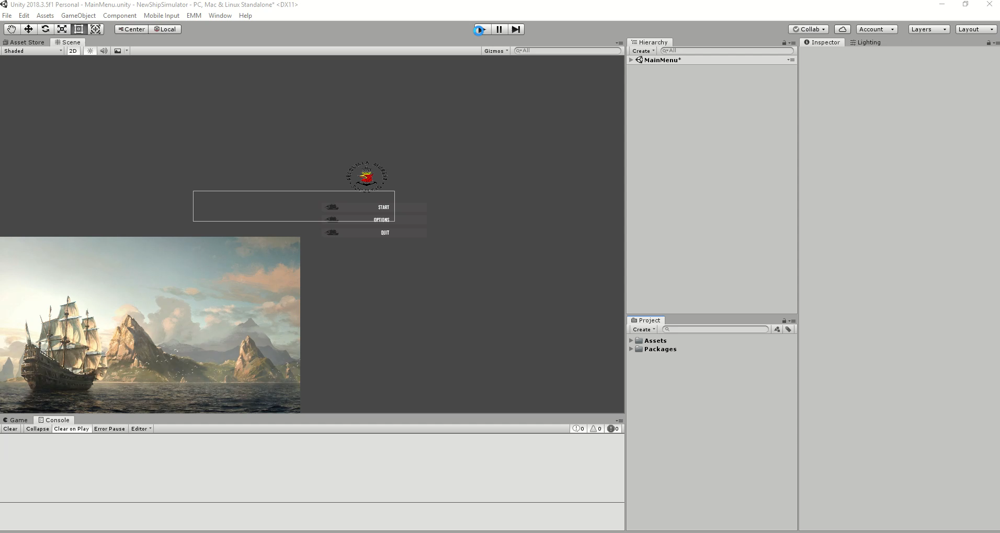 Unity 2018.3.5f1 Personal - MainMenu.unity - NewShipSimulator - PC, Mac & Linux Standalone* <DX11>
File Edit Assets GameObject Component Mobile Input EMM Window Help
Center Local Collab Account Layers Layout
Asset Store Scene
Shaded 2D Gizmos All
Hierarchy
Create All
MainMenu*
Inspector Lighting
AKADEMIA MORSKA
START
OPTIONS
QUIT
Project
Create
Assets
Packages
Game Console
Clear Collapse Clear on Play Error Pause Editor 0 0 0